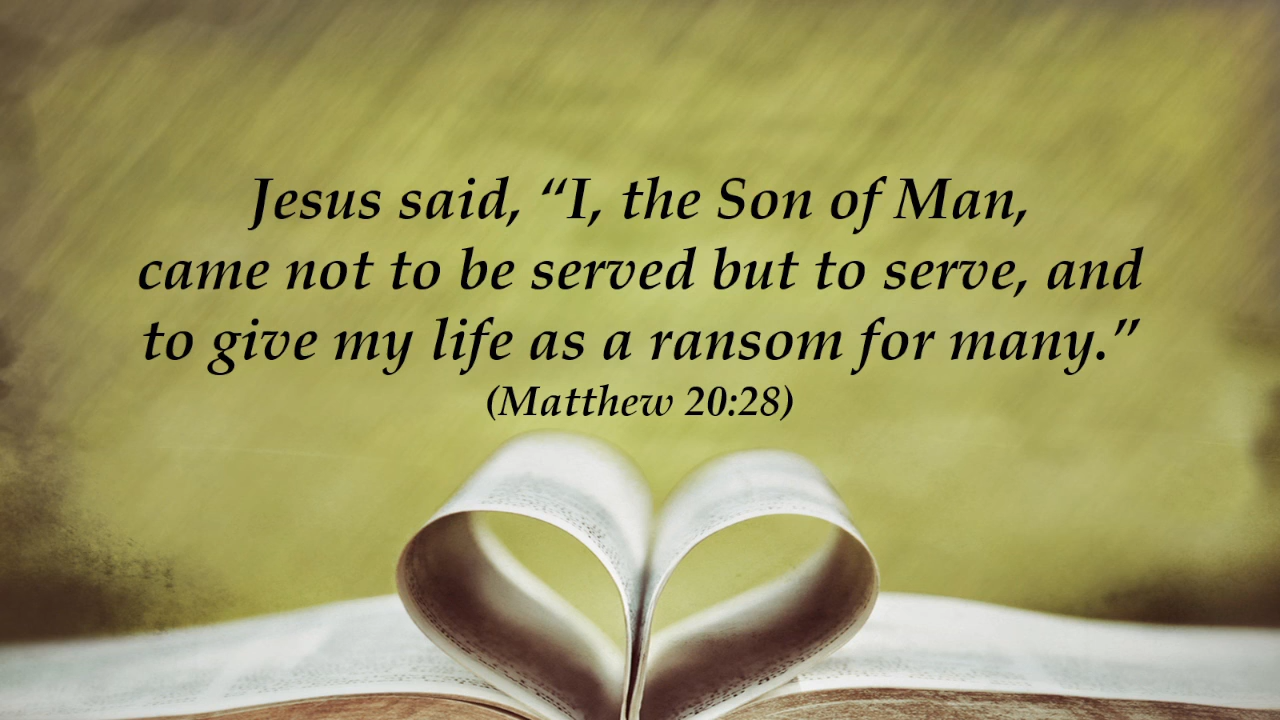 Jesus said, “I, the Son of Man,
came not to be served but to serve, and
to give my life as a ransom for many.”
(Matthew 20:28)